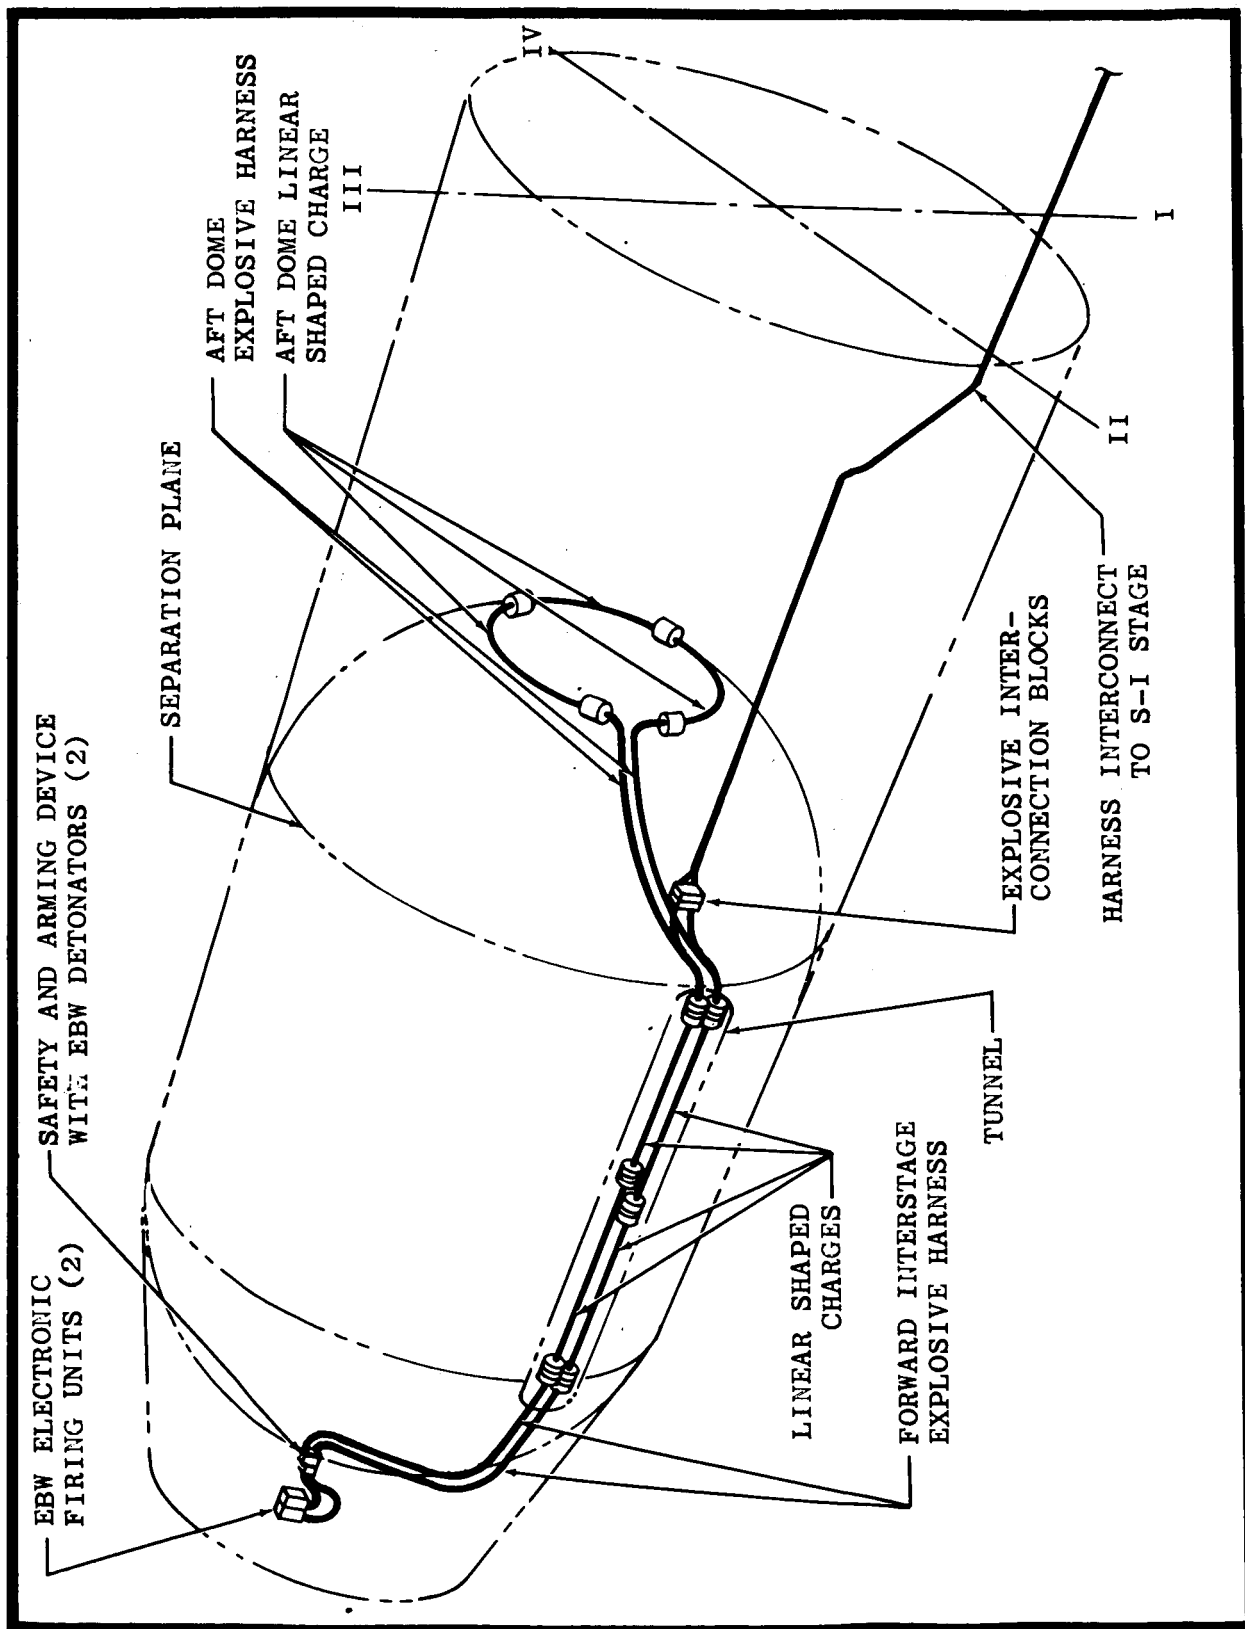 EBW ELECTRONIC
FIRING UNITS (2)
SAFETY AND ARMING DEVICE
WITH EBW DETONATORS (2)
SEPARATION PLANE
AFT DOME
EXPLOSIVE HARNESS
AFT DOME LINEAR
SHAPED CHARGE
III
IV
I
II
LINEAR SHAPED
CHARGES
FORWARD INTERSTAGE
EXPLOSIVE HARNESS
TUNNEL
EXPLOSIVE INTER-
CONNECTION BLOCKS
HARNESS INTERCONNECT
TO S-I STAGE